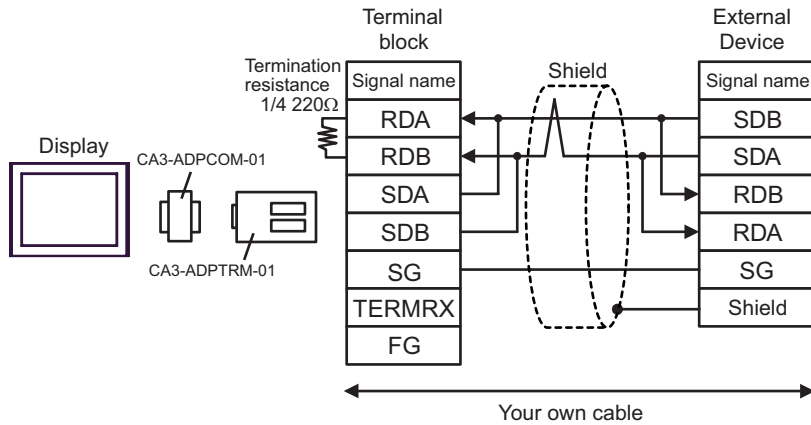 Terminal
block
External
Device
Termination
resistance
1/4 220Ω
Signal name
Shield
Signal name
RDA
SDB
Display
CA3-ADPCOM-01
RDB
SDA
SDA
RDB
SDB
RDA
CA3-ADPTRM-01
SG
SG
TERMRX
Shield
FG
Your own cable